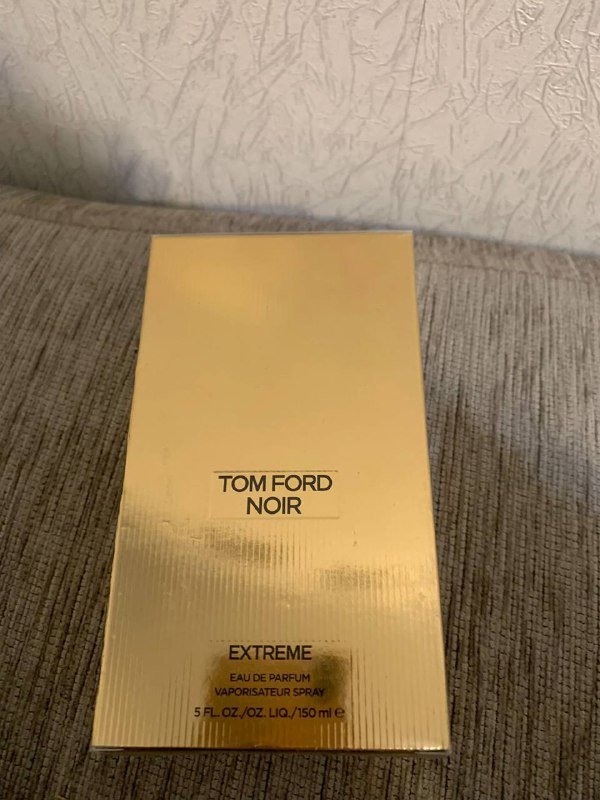 TOM FORD
NOIR
EXTREME
EAU DE PARFUM
VAPORISATEUR SPRAY
5 FL. OZ./OZ. LIQ./150 ml ℮